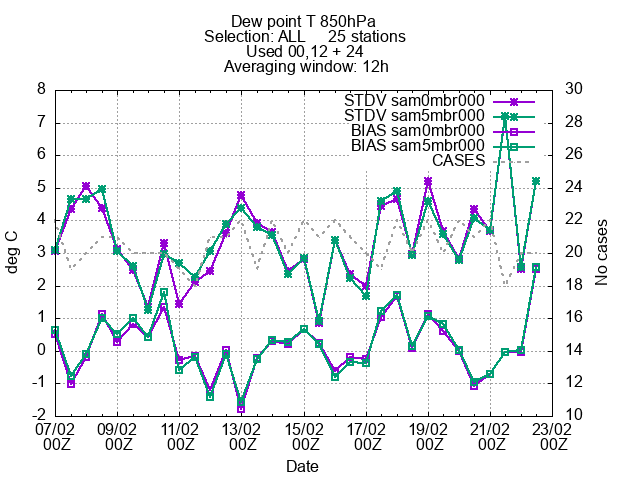 Dew point T 850hPa
Selection: ALL 25 stations
Used 00,12 + 24
Averaging window: 12h
STDV sam0mbr000
STDV sam5mbr000
BIAS sam0mbr000
BIAS sam5mbr000
CASES
deg C
8
7
6
5
4
3
2
1
0
-1
-2
No cases
30
28
26
24
22
20
18
16
14
12
10
07/02 09/02 11/02 13/02 15/02 17/02 19/02 21/02 23/02
00Z 00Z 00Z 00Z 00Z 00Z 00Z 00Z 00Z
Date